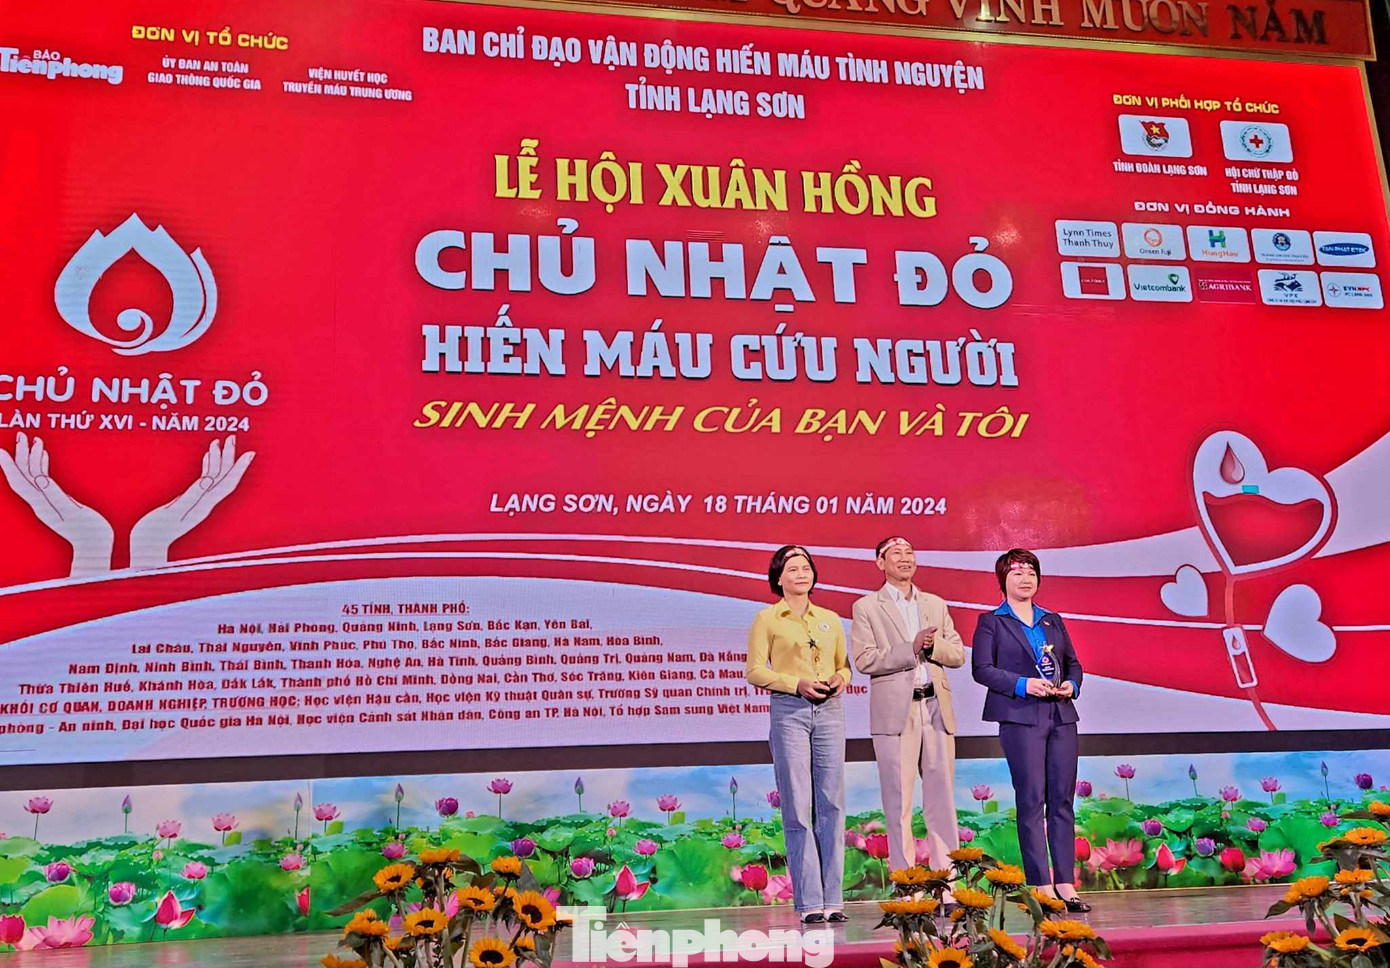 QUANG VINH MUÔN NĂM
ĐƠN VỊ TỔ CHỨC
BÁO
Tiềnphong
ỦY BAN AN TOÀN
GIAO THÔNG QUỐC GIA
VIỆN HUYẾT HỌC
TRUYỀN MÁU TRUNG ƯƠNG
BAN CHỈ ĐẠO VẬN ĐỘNG HIẾN MÁU TÌNH NGUYỆN
TỈNH LẠNG SƠN
LỄ HỘI XUÂN HỒNG
CHỦ NHẬT ĐỎ
HIẾN MÁU CỨU NGƯỜI
SINH MỆNH CỦA BẠN VÀ TÔI
LẠNG SƠN, NGÀY 18 THÁNG 01 NĂM 2024
ĐƠN VỊ PHỐI HỢP TỔ CHỨC
TỈNH ĐOÀN LẠNG SƠN
HỘI CHỮ THẬP ĐỎ
TỈNH LẠNG SƠN
ĐƠN VỊ ĐỒNG HÀNH
Lynn Times
Thanh Thuy
Green Fuji
Vietcombank
AGRIBANK
VPE
EVNNPC
CHỦ NHẬT ĐỎ
LẦN THỨ XVI - NĂM 2024
45 TỈNH, THÀNH PHỐ:
Hà Nội, Hải Phòng, Quảng Ninh, Lạng Sơn, Bắc Kạn, Yên Bái,
Lai Châu, Thái Nguyên, Vĩnh Phúc, Phú Thọ, Bắc Ninh, Bắc Giang, Hà Nam, Hòa Bình,
Nam Định, Ninh Bình, Thái Bình, Thanh Hóa, Nghệ An, Hà Tĩnh, Quảng Bình, Quảng Trị, Quảng Nam, Đà Nẵng
Thừa Thiên Huế, Khánh Hòa, Đắk Lắk, Thành phố Hồ Chí Minh, Đồng Nai, Cần Thơ, Sóc Trăng, Kiên Giang, Cà Mau,
KHỐI CƠ QUAN, DOANH NGHIỆP, TRƯỜNG HỌC: Học viện Hậu cần, Học viện Kỹ thuật Quân sự, Trường Sỹ quan Chính trị, dục
phòng - An ninh, Đại học Quốc gia Hà Nội, Học viện Cảnh sát Nhân dân, Công an TP. Hà Nội, Tổ hợp Sam sung Việt Nam
Tiềnphong